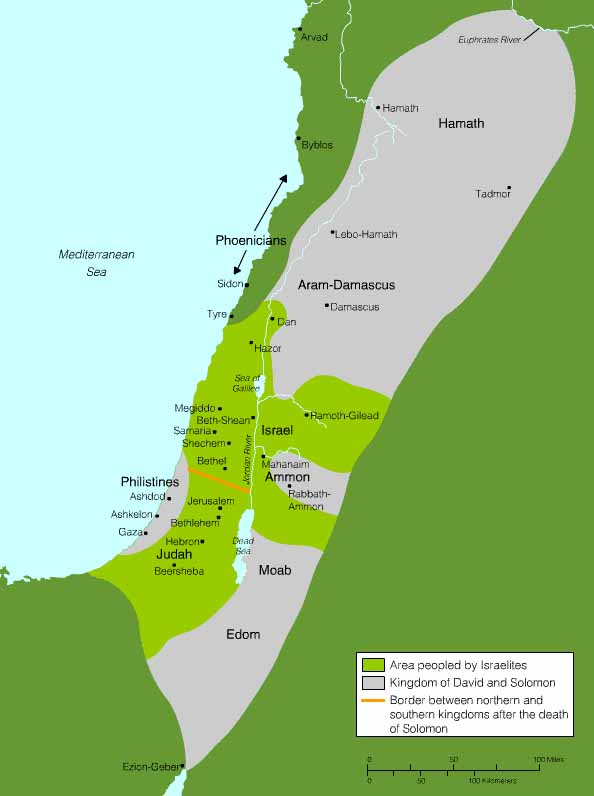 Arvad
Euphrates River
Hamath
Hamath
Byblos
Tadmor
Lebo-Hamath
Phoenicians
Mediterranean
Sea
Sidon
Aram-Damascus
Damascus
Tyre
Dan
Hazor
Sea of
Galilee
Megiddo
Beth-Shean
Ramoth-Gilead
Samaria
Israel
Shechem
Jordan River
Bethel
Mahanaim
Ammon
Philistines
Rabbath-
Ammon
Ashdod
Jerusalem
Ashkelon
Bethlehem
Gaza
Hebron
Dead
Sea
Judah
Beersheba
Moab
Edom
Area peopled by Israelites
Kingdom of David and Solomon
Border between northern and
southern kingdoms after the death
of Solomon
Ezion-Geber
0 50 100 Miles
0 50 100 Kilometers